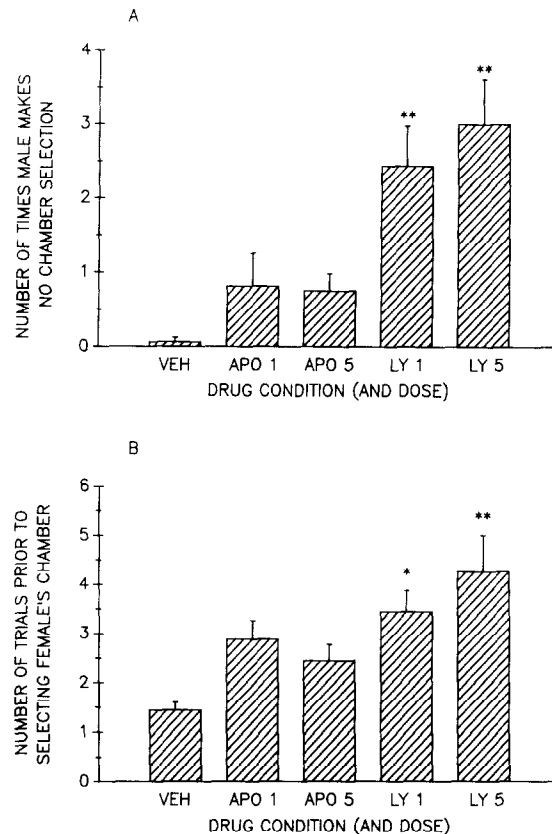 A
NUMBER OF TIMES MALE MAKES
NO CHAMBER SELECTION
4
3
2
1
0
**
**
VEH
APO 1
APO 5
LY 1
LY 5
DRUG CONDITION (AND DOSE)
B
NUMBER OF TRIALS PRIOR TO
SELECTING FEMALE'S CHAMBER
6
5
4
3
2
1
0
*
**
VEH
APO 1
APO 5
LY 1
LY 5
DRUG CONDITION (AND DOSE)